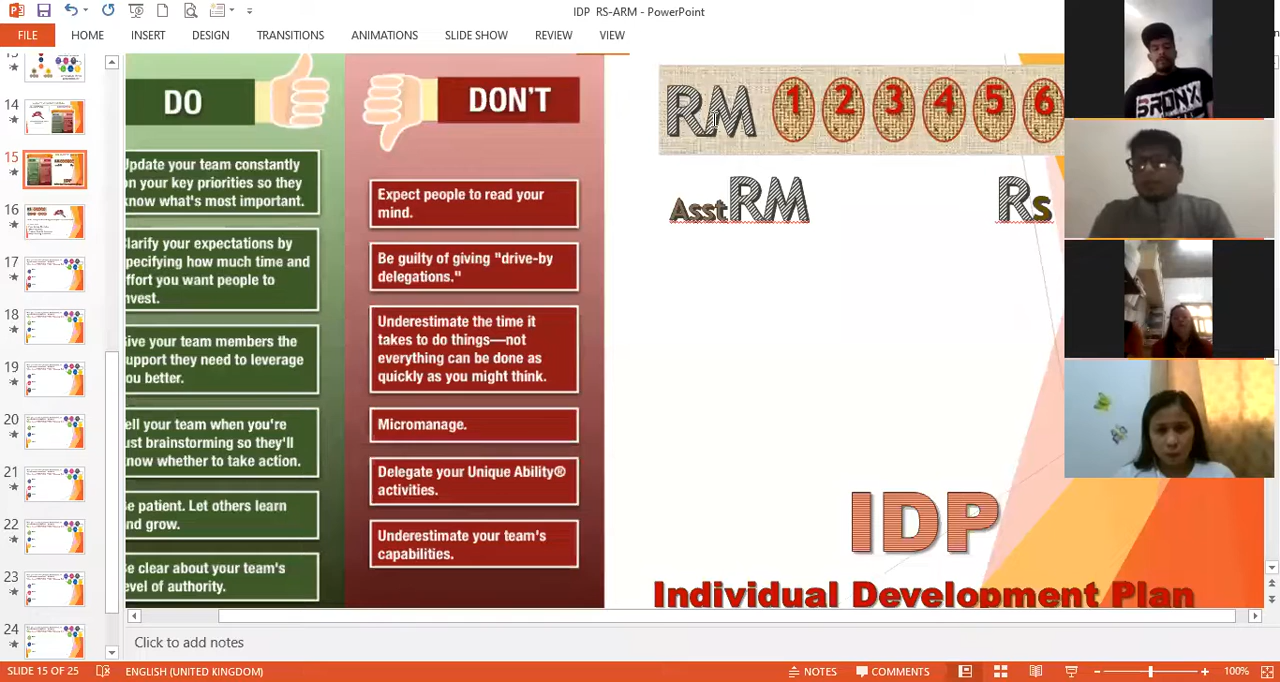 IDP RS-ARM - PowerPoint
FILE HOME INSERT DESIGN TRANSITIONS ANIMATIONS SLIDE SHOW REVIEW VIEW
14
15
16
17
18
19
20
21
22
23
24
DO
Update your team constantly
on your key priorities so they
know what's most important.
Clarify your expectations by
specifying how much time and
effort you want people to
invest.
Give your team members the
support they need to leverage
you better.
Tell your team when you're
just brainstorming so they'll
know whether to take action.
Be patient. Let others learn
and grow.
Be clear about your team's
level of authority.
DON'T
Expect people to read your
mind.
Be guilty of giving "drive-by
delegations."
Underestimate the time it
takes to do things—not
everything can be done as
quickly as you might think.
Micromanage.
Delegate your Unique Ability®
activities.
Underestimate your team's
capabilities.
RM 1 2 3 4 5 6
Asst RM Rs
IDP
Individual Development Plan
BRONX
Click to add notes
SLIDE 15 OF 25 ENGLISH (UNITED KINGDOM) NOTES COMMENTS 100%